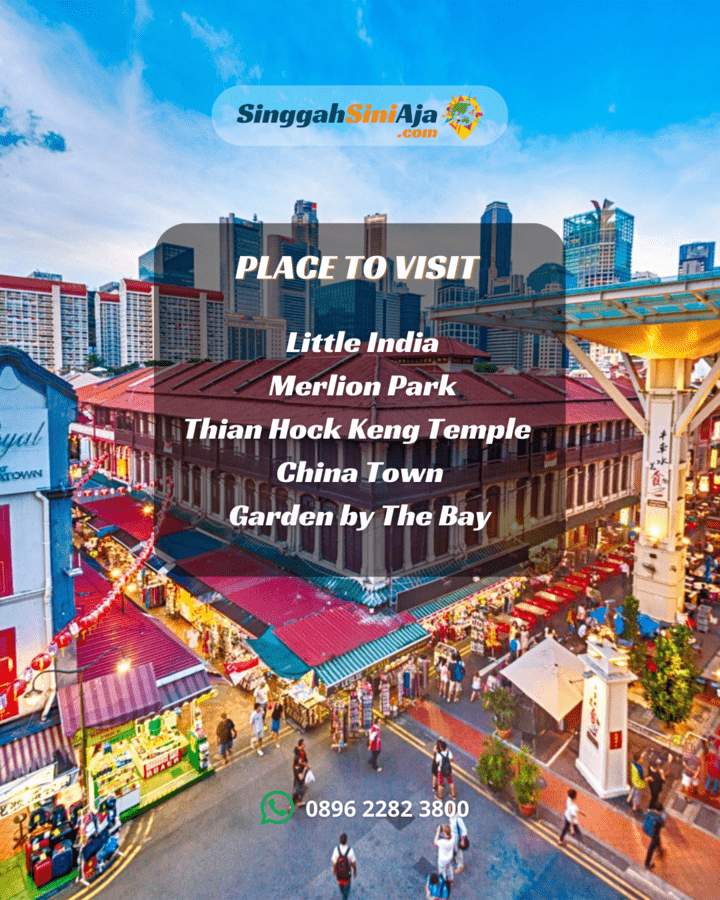 SinggahSiniAja
.com
PLACE TO VISIT
Little India
Merlion Park
Thian Hock Keng Temple
China Town
Garden by The Bay
0896 2282 3800